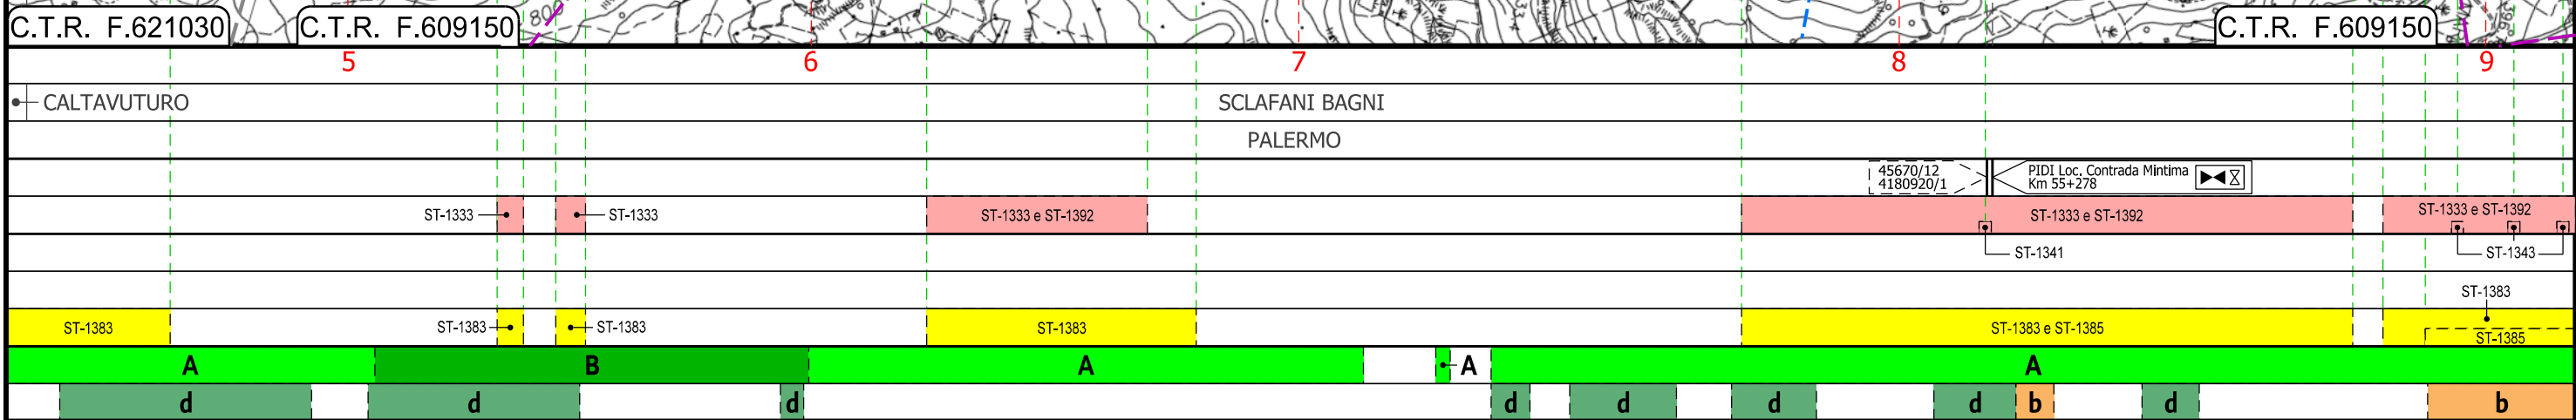 800
C.T.R. F.621030
C.T.R. F.609150
C.T.R. F.609150
5
6
7
8
9
CALTAVUTURO
SCLAFANI BAGNI
PALERMO
45670/12
4180920/1
PIDI Loc. Contrada Mintima
Km 55+278
ST-1333
ST-1333
ST-1333 e ST-1392
ST-1333 e ST-1392
ST-1333 e ST-1392
ST-1341
ST-1343
ST-1383
ST-1383
ST-1383
ST-1383
ST-1383
ST-1383 e ST-1385
ST-1385
A
B
A
A
A
d
d
d
d
d
d
d
b
d
b